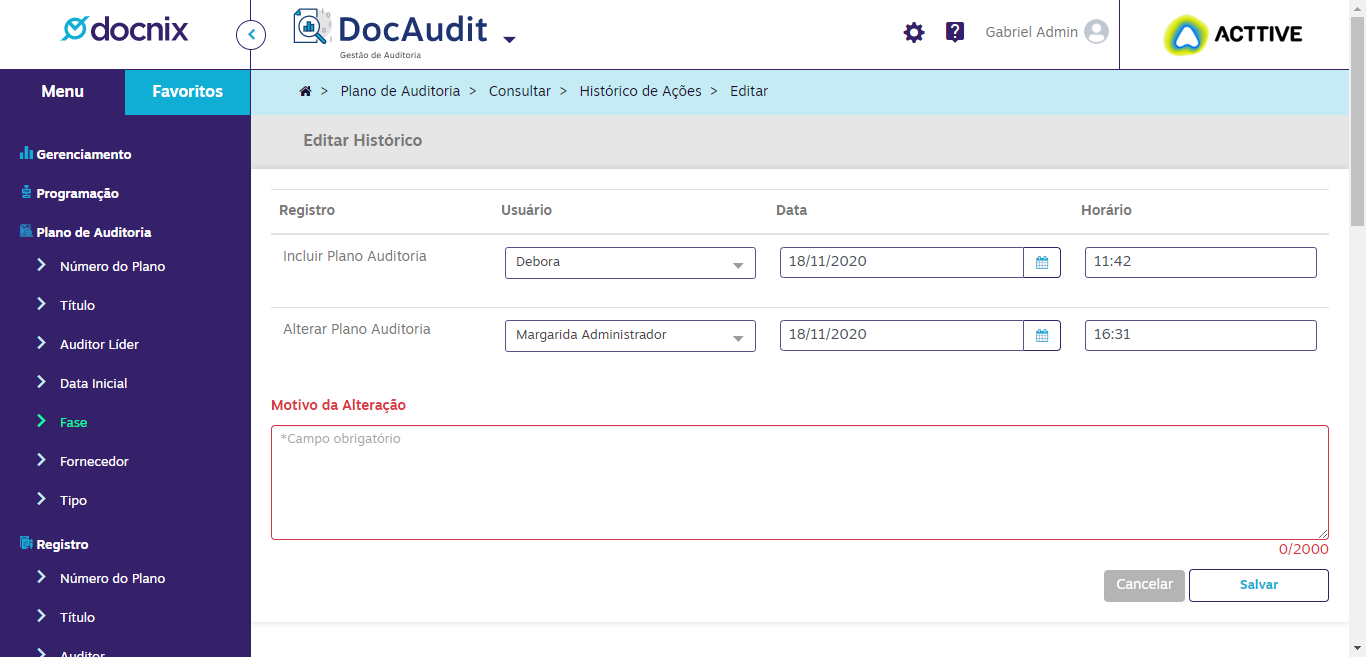 docnix
DocAudit
Gestão de Auditoria
Gabriel Admin
ACTTIVE
Menu
Favoritos
> Plano de Auditoria > Consultar > Histórico de Ações > Editar
Editar Histórico
Gerenciamento
Programação
Plano de Auditoria
Número do Plano
Título
Auditor Líder
Data Inicial
Fase
Fornecedor
Tipo
Registro
Número do Plano
Título
Auditor
Registro Usuário Data Horário
Incluir Plano Auditoria Debora 18/11/2020 11:42
Alterar Plano Auditoria Margarida Administrador 18/11/2020 16:31
Motivo da Alteração
*Campo obrigatório
0/2000
Cancelar Salvar